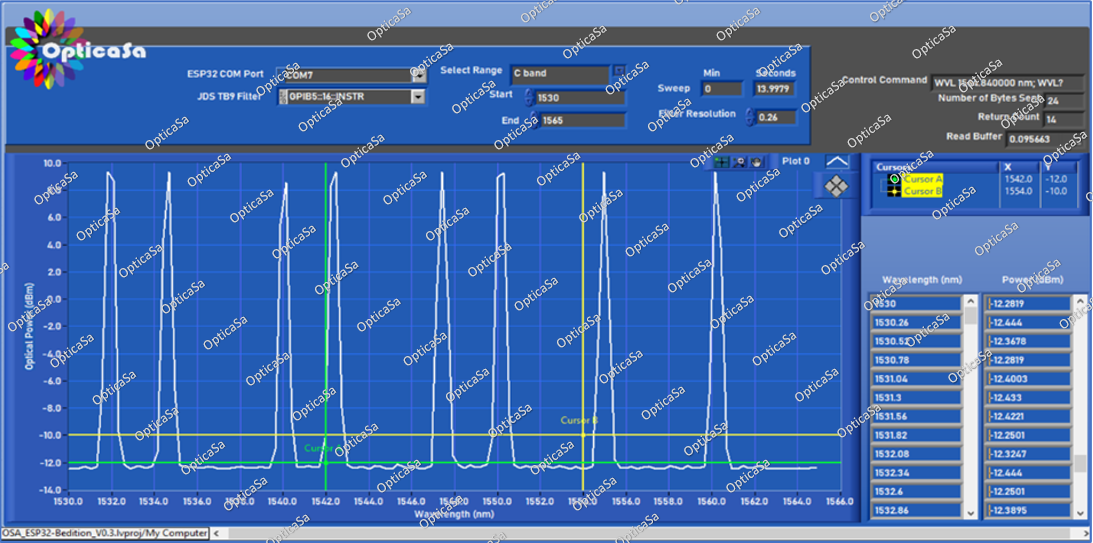 OpticaSa
ESP32 COM Port
COM7
JDS TB9 Filter
GPIB5::16::INSTR
Select Range
C band
Start
1530
End
1565
Min
Seconds
Sweep
0
13.9979
Filter Resolution
0.26
Control Command
Number of Bytes Sent
24
Return Count
14
Read Buffer
0.095663
Plot 0
10.0
6.0
4.0
2.0
0.0
-2.0
-4.0
-6.0
-8.0
-10.0
-12.0
-14.0
Optical Power (dBm)
Cursor A
Cursor B
1530.0 1532.0 1534.0 1536.0 1538.0 1540.0 1542.0 1544.0 1546.0 1548.0 1550.0 1552.0 1554.0 1556.0 1558.0 1560.0 1562.0 1564.0 1566.0
Wavelength (nm)
Cursors: X Y
Cursor A 1542.0 -12.0
Cursor B 1554.0 -10.0
Wavelength (nm) Power (dBm)
1530 -12.2819
1530.26 -12.444
1530.52 -12.3678
1530.78 -12.2819
1531.04 -12.4003
1531.3 -12.433
1531.56 -12.4221
1531.82 -12.2501
1532.08 -12.3247
1532.34 -12.444
1532.6 -12.2501
1532.86 -12.3895
OSA_ESP32-Bedition_V0.3.lvproj/My Computer